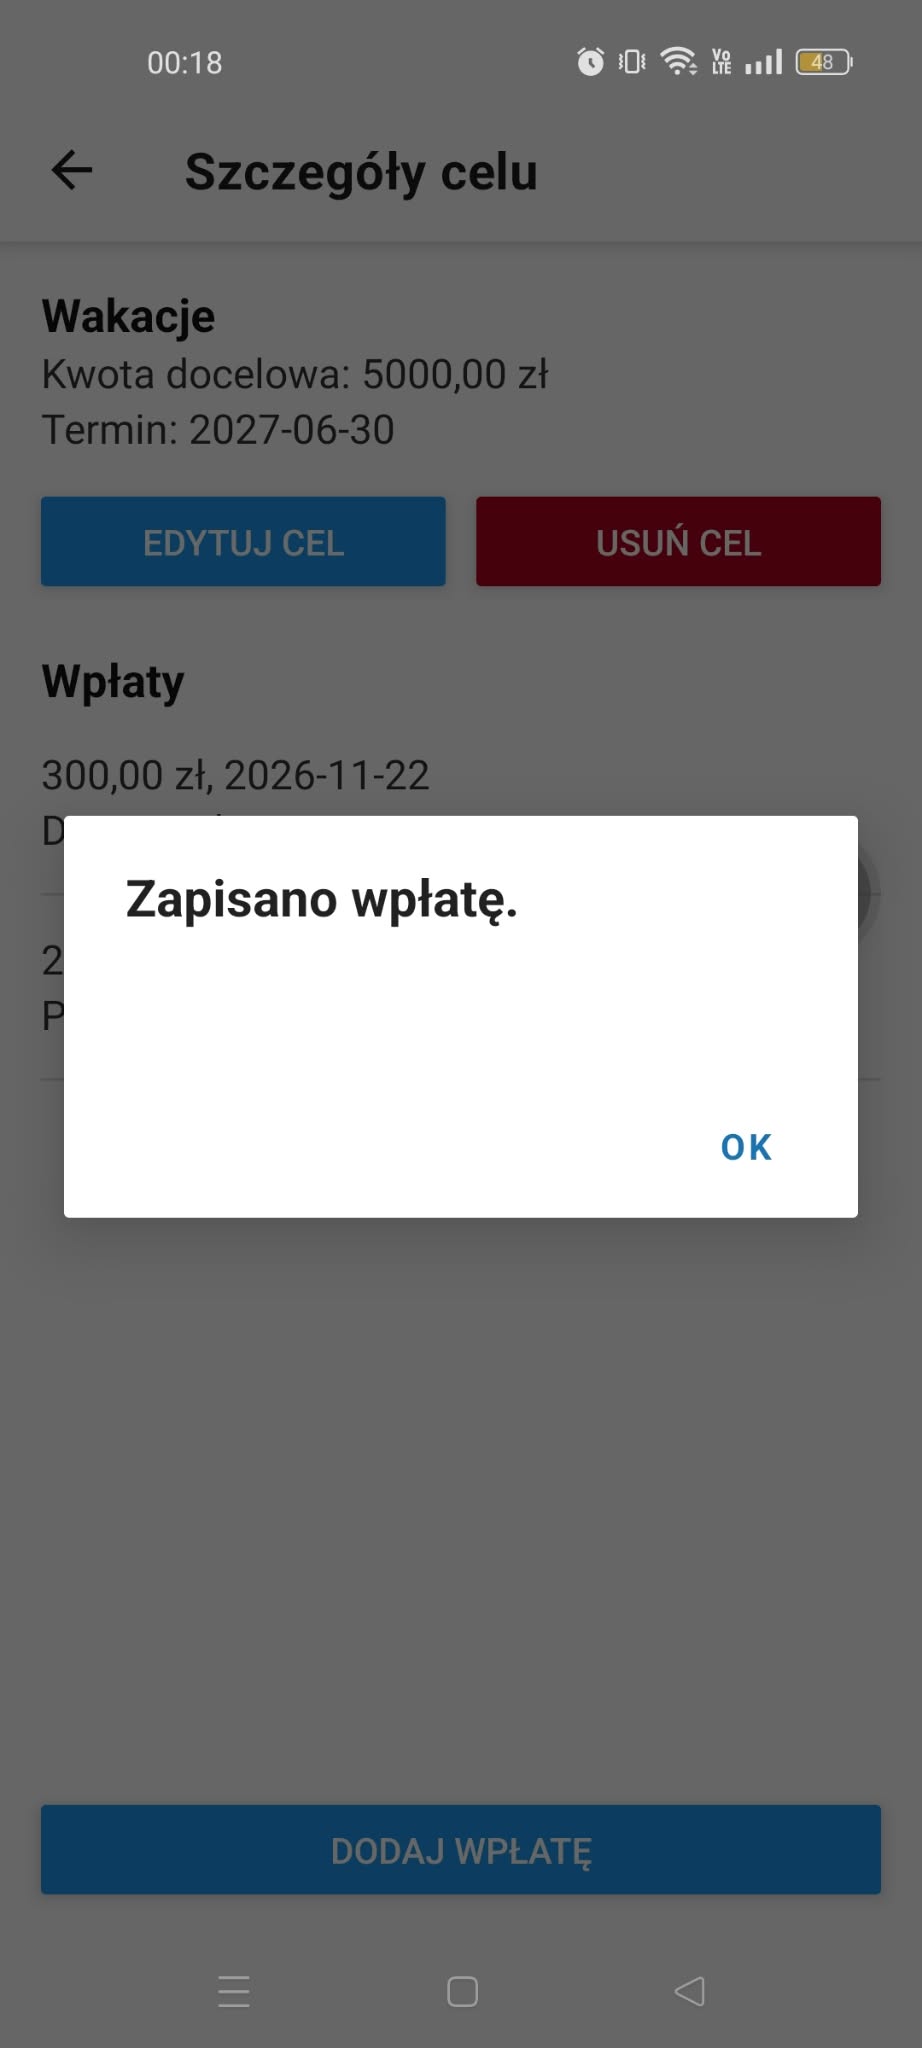 00:18
VoLTE
48
Szczegóły celu
Wakacje
Kwota docelowa: 5000,00 zł
Termin: 2027-06-30
EDYTUJ CEL
USUŃ CEL
Wpłaty
300,00 zł, 2026-11-22
Zapisano wpłatę.
OK
DODAJ WPŁATĘ